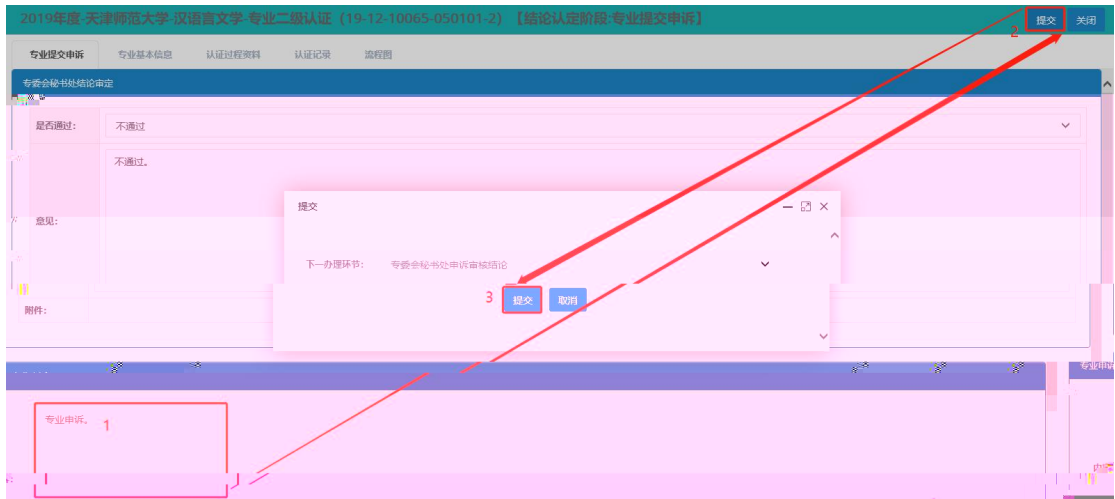 2019年度-天津师范大学-汉语言文学-专业二级认证（19-12-10065-050101-2）【结论认定阶段:专业提交申诉】
提交 关闭
2
专业提交申诉 专业基本信息 认证过程资料 认证记录 流程图
专委会秘书处结论审定
是否通过： 不通过
不通过。
意见：
提交
下一办理环节： 专委会秘书处申诉审核结论
3 提交 取消
附件：
专业申诉
专业申诉。 1